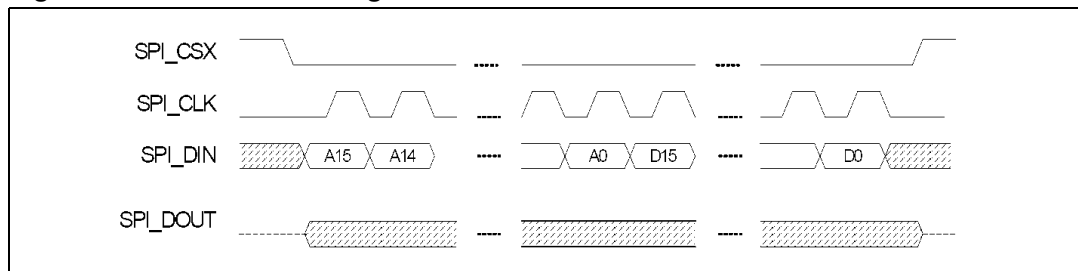 SPI_CSX
SPI_CLK
SPI_DIN A15 A14 A0 D15 D0
SPI_DOUT